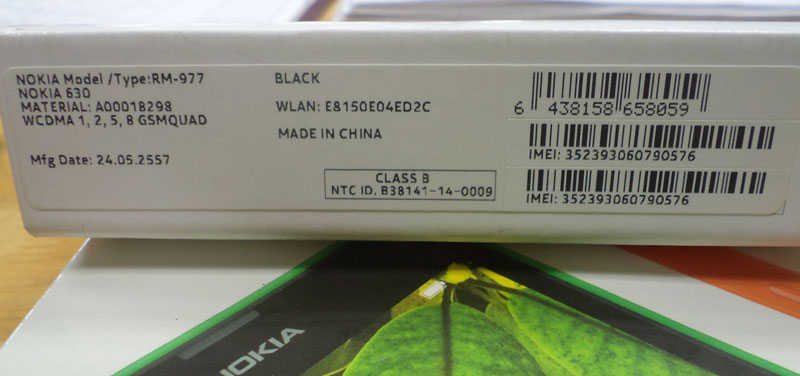 NOKIA Model /Type:RM-977
NOKIA 630
MATERIAL: A00018298
WCDMA 1, 2, 5, 8 GSMQUAD
Mfg Date: 24.05.2557
BLACK
WLAN: E8150E04ED2C
MADE IN CHINA
CLASS B
NTC ID. B38141-14-0009
6 438158 658059
IMEI: 352393060790576
IMEI: 352393060790576
NOKIA